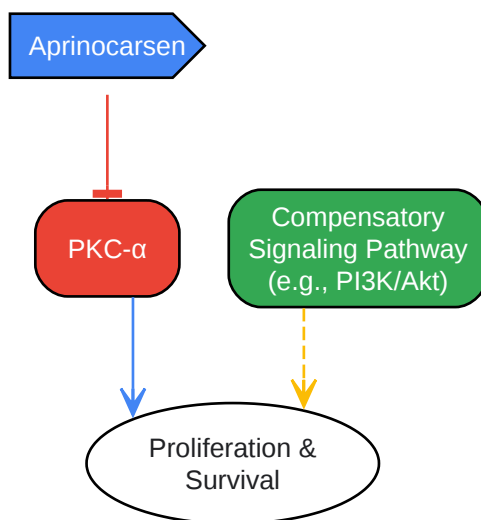 Aprinocarsen
PKC-α
Compensatory
Signaling Pathway
(e.g., PI3K/Akt)
Proliferation &
Survival